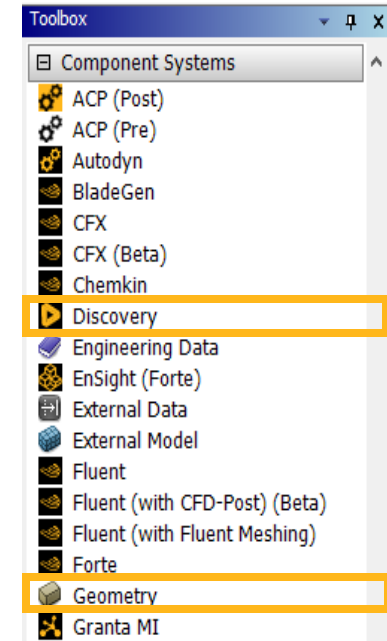 Toolbox
Component Systems
ACP (Post)
ACP (Pre)
Autodyn
BladeGen
CFX
CFX (Beta)
Chemkin
Discovery
Engineering Data
EnSight (Forte)
External Data
External Model
Fluent
Fluent (with CFD-Post) (Beta)
Fluent (with Fluent Meshing)
Forte
Geometry
Granta MI